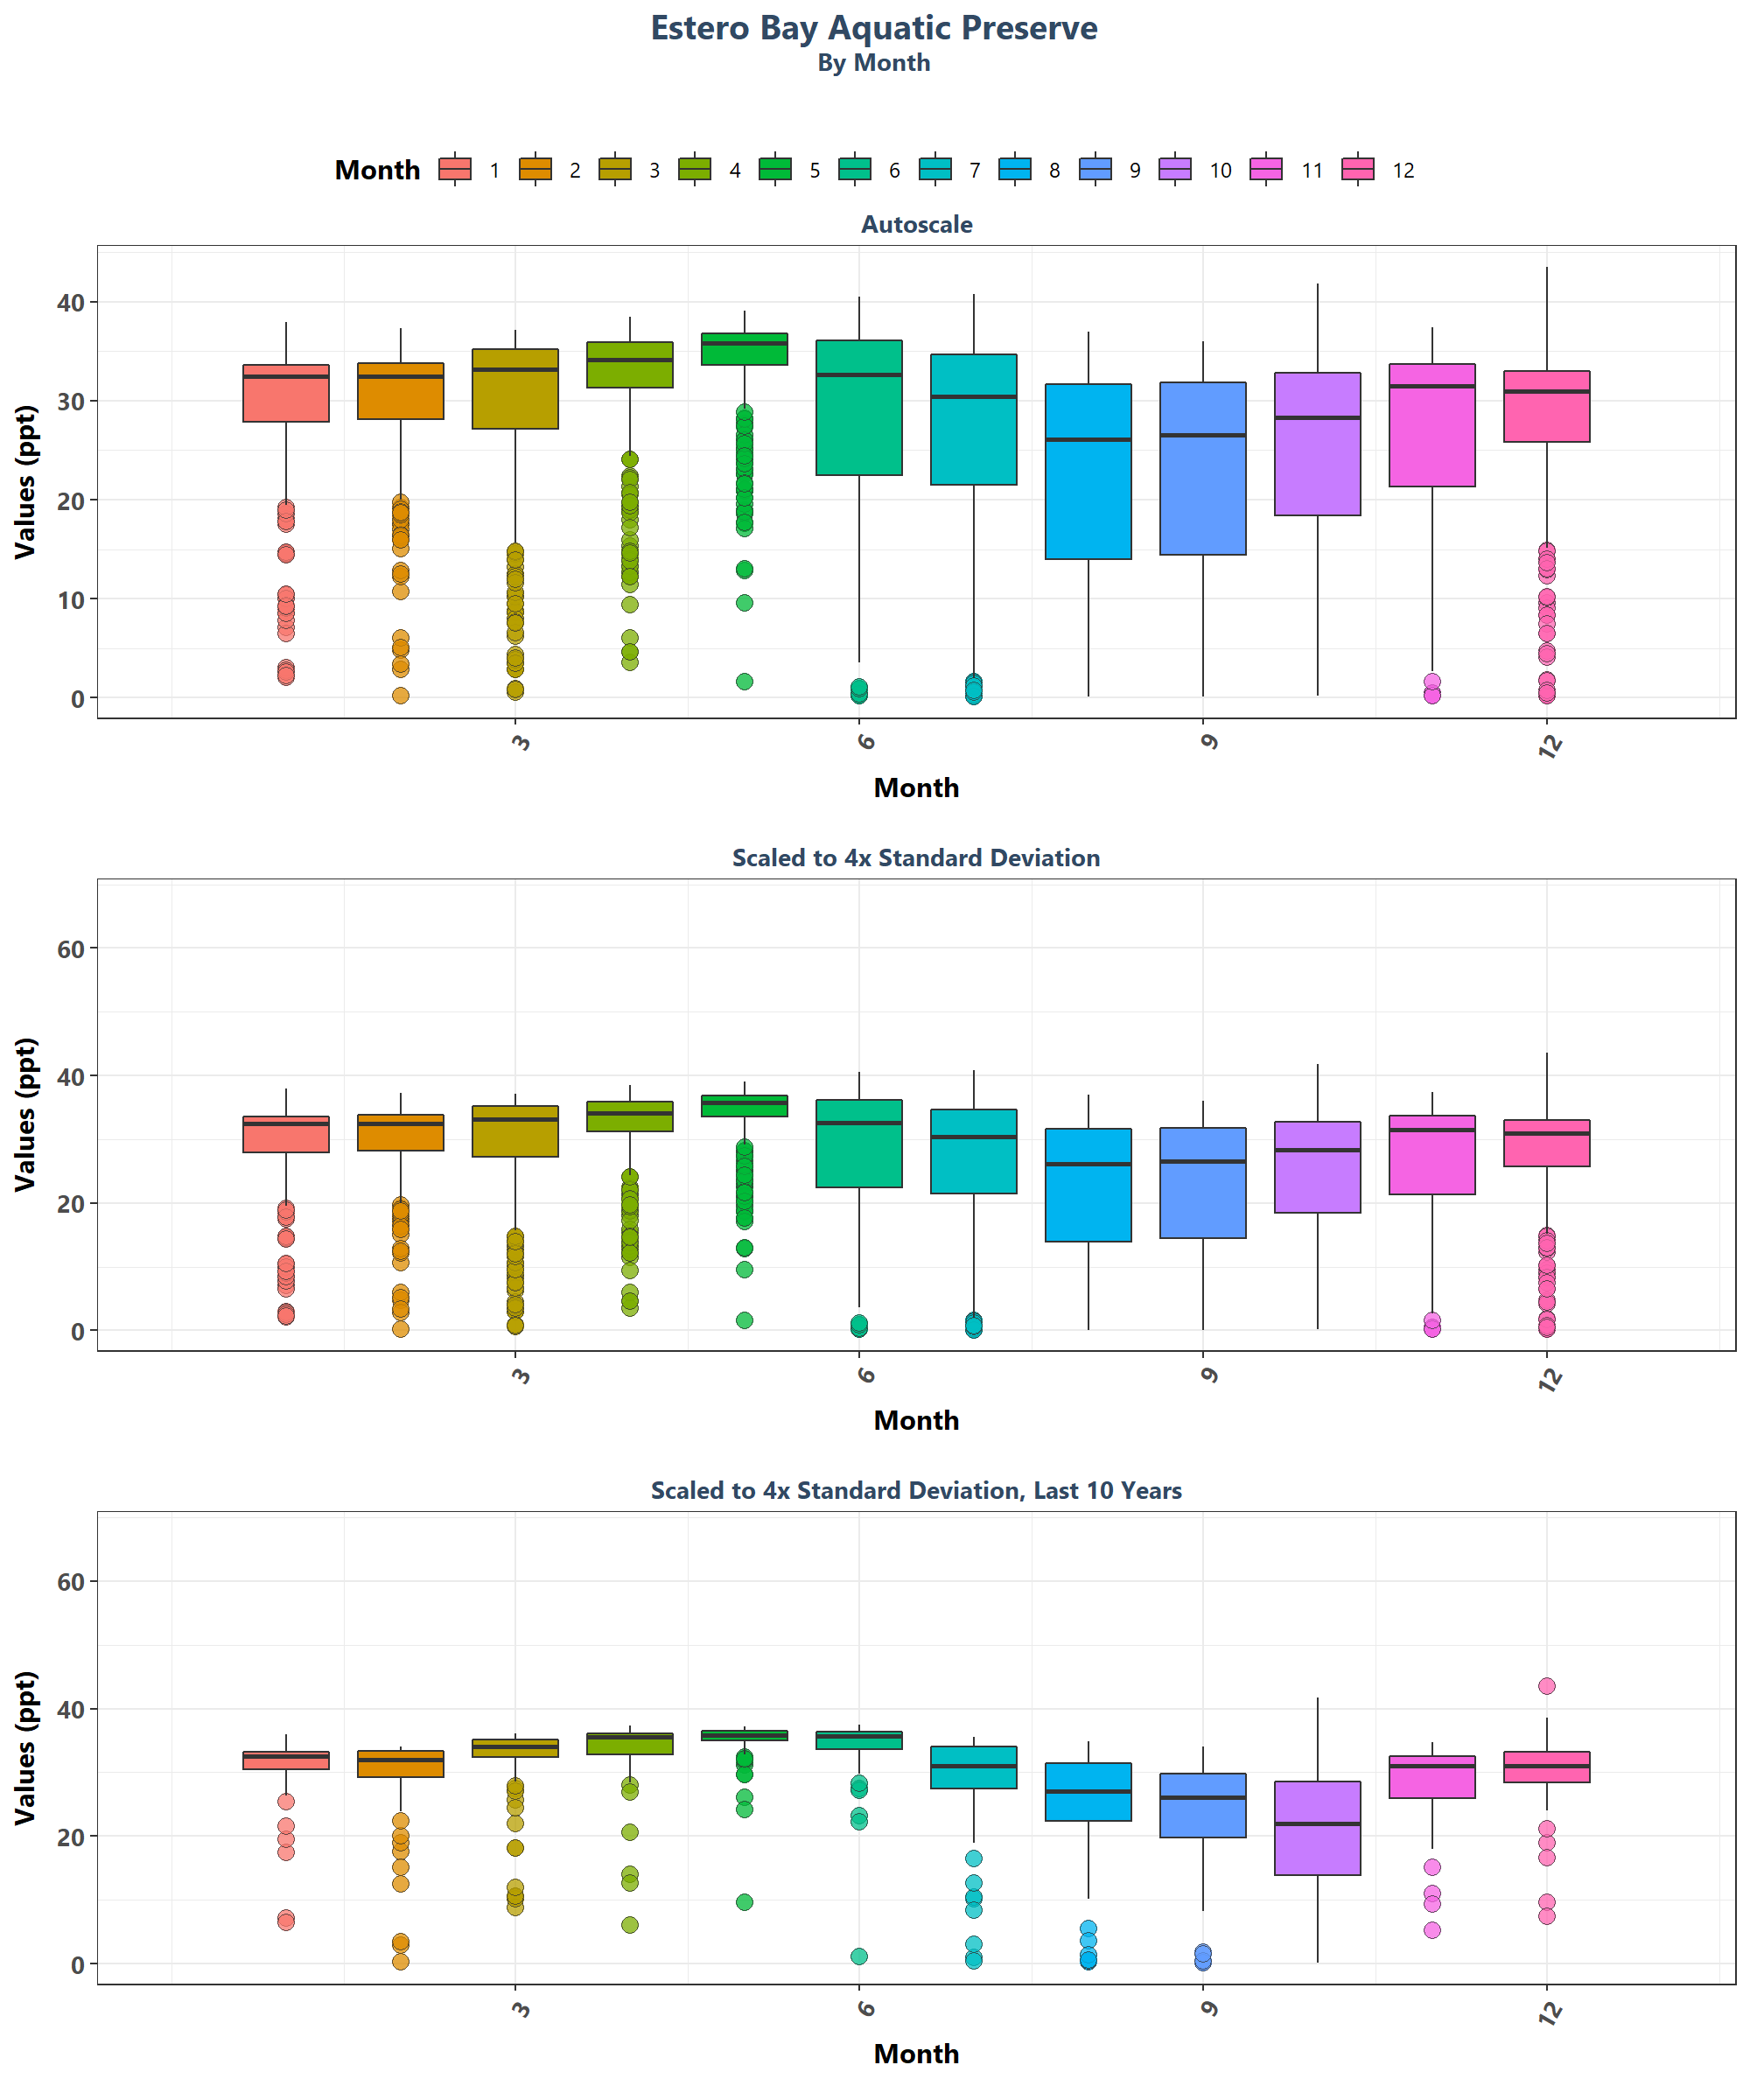 Estero Bay Aquatic Preserve
By Month
Month 1 2 3 4 5 6 7 8 9 10 11 12
Autoscale
Values (ppt)
40
30
20
10
0
3 6 9 12
Month
Scaled to 4x Standard Deviation
Values (ppt)
60
40
20
0
3 6 9 12
Month
Scaled to 4x Standard Deviation, Last 10 Years
Values (ppt)
60
40
20
0
3 6 9 12
Month